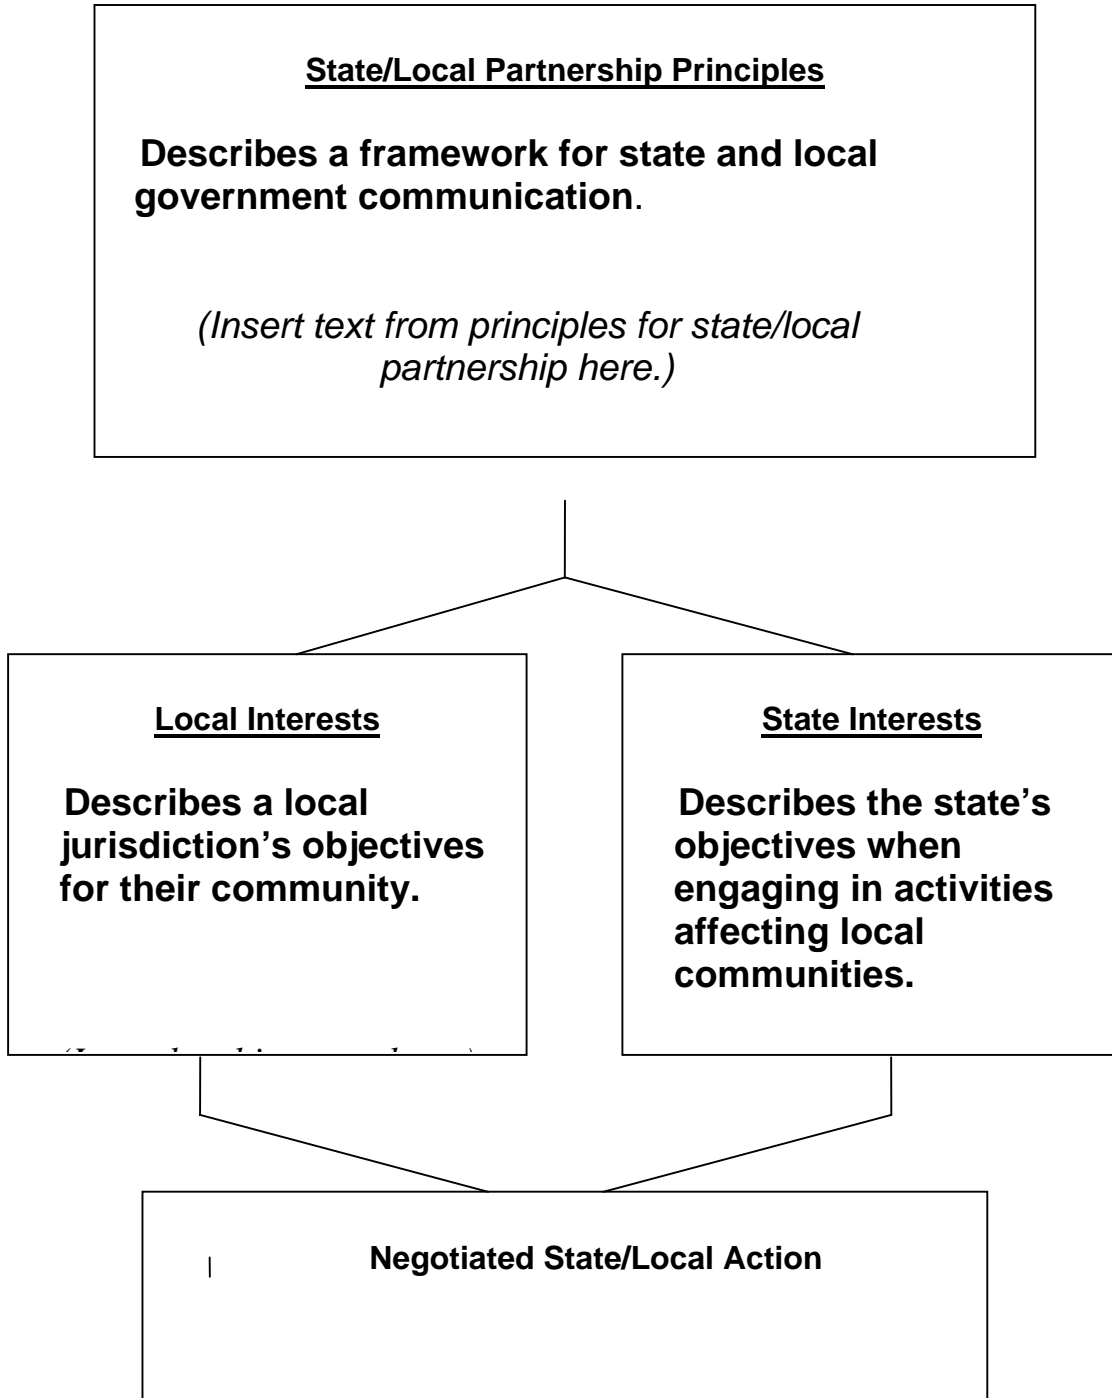 State/Local Partnership Principles
Describes a framework for state and local
government communication.
(Insert text from principles for state/local
partnership here.)
Local Interests
Describes a local
jurisdiction’s objectives
for their community.
State Interests
Describes the state’s
objectives when
engaging in activities
affecting local
communities.
Negotiated State/Local Action